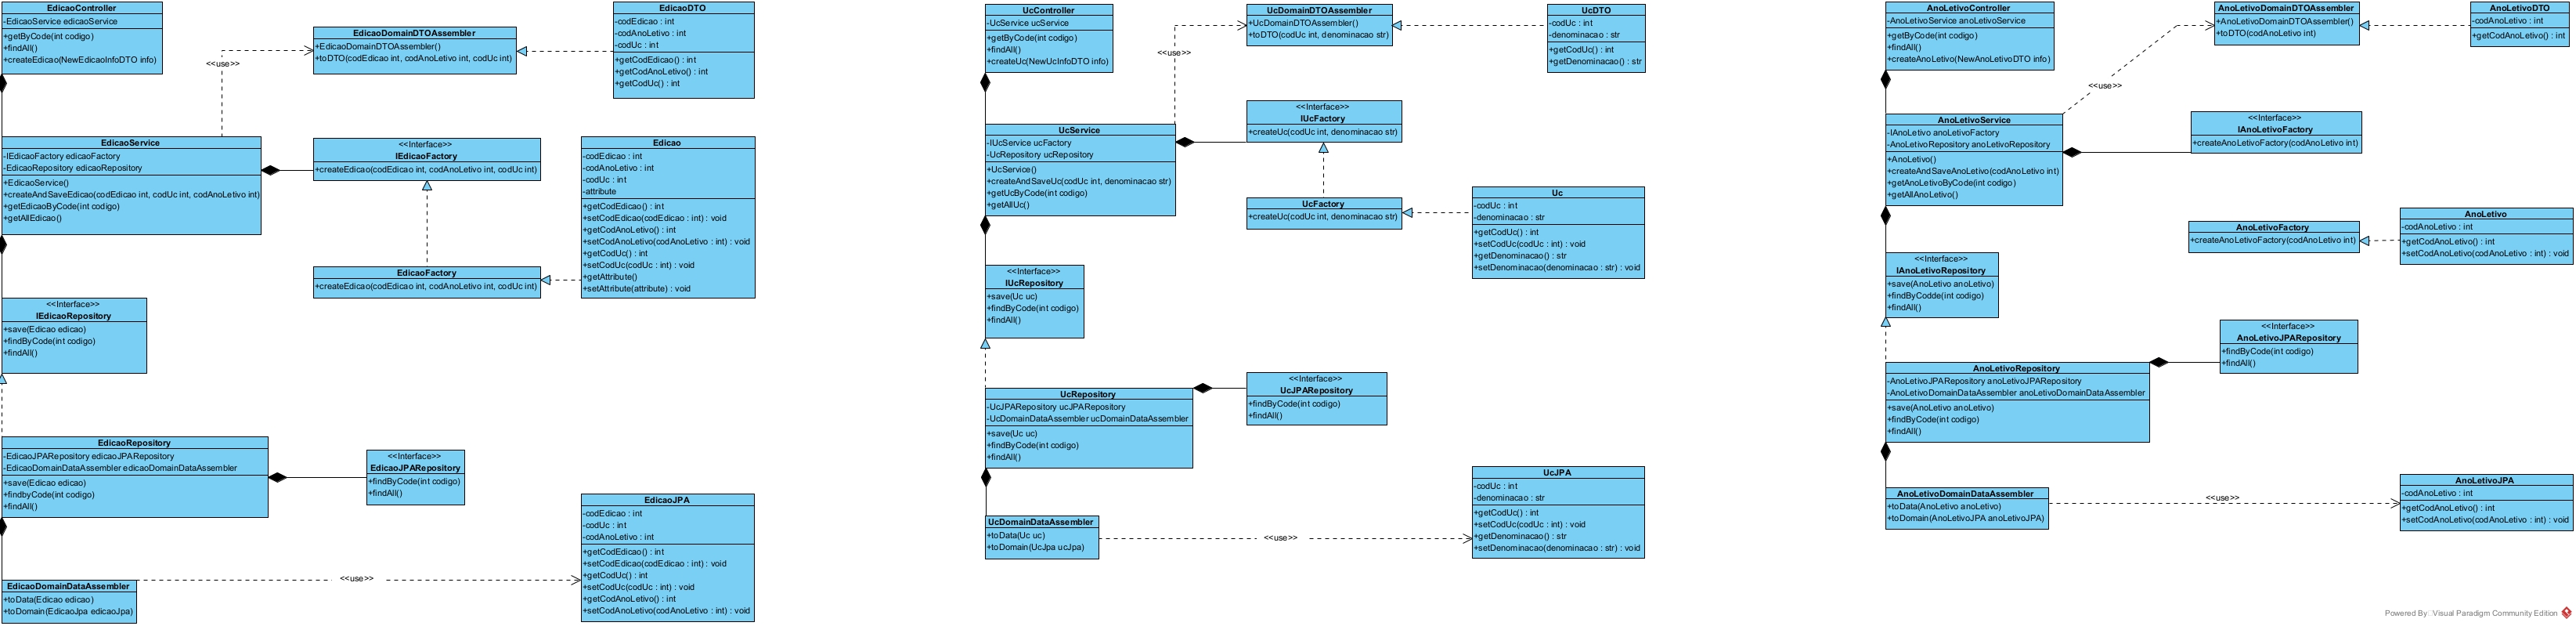 EdicaoController
-EdicaoService edicaoService
+getByCode(int codigo)
+findAll()
+createEdicao(NewEdicaoInfoDTO info)
<<use>>
EdicaoDomainDTOAssembler
+EdicaoDomainDTOAssembler()
+toDTO(codEdicao int, codAnoLetivo int, codUc int)
EdicaoDTO
-codEdicao : int
-codAnoLetivo : int
-codUc : int
+getCodEdicao() : int
+getCodAnoLetivo() : int
+getCodUc() : int
EdicaoService
-IEdicaoFactory edicaoFactory
-EdicaoRepository edicaoRepository
+EdicaoService()
+createAndSaveEdicao(codEdicao int, codUc int, codAnoLetivo int)
+getEdicaoByCode(int codigo)
+getAllEdicao()
<<Interface>>
IEdicaoFactory
+createEdicao(codEdicao int, codAnoLetivo int, codUc int)
Edicao
-codEdicao : int
-codAnoLetivo : int
-codUc : int
-attribute
+getCodEdicao() : int
+setCodEdicao(codEdicao : int) : void
+getCodAnoLetivo() : int
+setCodAnoLetivo(codAnoLetivo : int) : void
+getCodUc() : int
+setCodUc(codUc : int) : void
+getAttribute()
+setAttribute(attribute) : void
EdicaoFactory
+createEdicao(codEdicao int, codAnoLetivo int, codUc int)
<<Interface>>
IEdicaoRepository
+save(Edicao edicao)
+findByCode(int codigo)
+findAll()
EdicaoRepository
-EdicaoJPARepository edicaoJPARepository
-EdicaoDomainDataAssembler edicaoDomainDataAssembler
+save(Edicao edicao)
+findbyCode(int codigo)
+findAll()
<<Interface>>
EdicaoJPARepository
+findByCode(int codigo)
+findAll()
EdicaoJPA
-codEdicao : int
-codUc : int
-codAnoLetivo : int
+getCodEdicao() : int
+setCodEdicao(codEdicao : int) : void
+getCodUc() : int
+setCodUc(codUc : int) : void
+getCodAnoLetivo() : int
+setCodAnoLetivo(codAnoLetivo : int) : void
EdicaoDomainDataAssembler
+toData(Edicao edicao)
+toDomain(EdicaoJpa edicaoJpa)
<<use>>
UcController
-UcService ucService
+getByCode(int codigo)
+findAll()
+createUc(NewUcInfoDTO info)
<<use>>
UcDomainDTOAssembler
+UcDomainDTOAssembler()
+toDTO(codUc int, denominacao str)
UcDTO
-codUc : int
-denominacao : str
+getCodUc() : int
+getDenominacao() : str
UcService
-IUcService ucFactory
-UcRepository ucRepository
+UcService()
+createAndSaveUc(codUc int, denominacao str)
+getUcByCode(int codigo)
+getAllUc()
<<Interface>>
IUcFactory
+createUc(codUc int, denominacao str)
UcFactory
+createUc(codUc int, denominacao str)
Uc
-codUc : int
-denominacao : str
+getCodUc() : int
+setCodUc(codUc : int) : void
+getDenominacao() : str
+setDenominacao(denominacao : str) : void
<<Interface>>
IUcRepository
+save(Uc uc)
+findByCode(int codigo)
+findAll()
UcRepository
-UcJPARepository ucJPARepository
-UcDomainDataAssembler ucDomainDataAssembler
+save(Uc uc)
+findByCode(int codigo)
+findAll()
<<Interface>>
UcJPARepository
+findByCode(int codigo)
+findAll()
UcJPA
-codUc : int
-denominacao : str
+getCodUc() : int
+setCodUc(codUc : int) : void
+getDenominacao() : str
+setDenominacao(denominacao : str) : void
UcDomainDataAssembler
+toData(Uc uc)
+toDomain(UcJpa ucJpa)
<<use>>
AnoLetivoController
-AnoLetivoService anoLetivoService
+getByCode(int codigo)
+findAll()
+createAnoLetivo(NewAnoLetivoDTO info)
<<use>>
AnoLetivoDomainDTOAssembler
+AnoLetivoDomainDTOAssembler()
+toDTO(codAnoLetivo int)
AnoLetivoDTO
-codAnoLetivo : int
+getCodAnoLetivo() : int
AnoLetivoService
-IAnoLetivo anoLetivoFactory
-AnoLetivoRepository anoLetivoRepository
+AnoLetivo()
+createAndSaveAnoLetivo(codAnoLetivo int)
+getAnoLetivoByCode(int codigo)
+getAllAnoLetivo()
<<Interface>>
IAnoLetivoFactory
+createAnoLetivoFactory(codAnoLetivo int)
AnoLetivoFactory
+createAnoLetivoFactory(codAnoLetivo int)
AnoLetivo
-codAnoLetivo : int
+getCodAnoLetivo() : int
+setCodAnoLetivo(codAnoLetivo : int) : void
<<Interface>>
IAnoLetivoRepository
+save(AnoLetivo anoLetivo)
+findByCodde(int codigo)
+findAll()
<<Interface>>
AnoLetivoJPARepository
+findByCode(int codigo)
+findAll()
AnoLetivoRepository
-AnoLetivoJPARepository anoLetivoJPARepository
-AnoLetivoDomainDataAssembler anoLetivoDomainDataAssembler
+save(AnoLetivo anoLetivo)
+findByCode(int codigo)
+findAll()
AnoLetivoDomainDataAssembler
+toData(AnoLetivo anoLetivo)
+toDomain(AnoLetivoJPA anoLetivoJPA)
<<use>>
AnoLetivoJPA
-codAnoLetivo : int
+getCodAnoLetivo() : int
+setCodAnoLetivo(codAnoLetivo : int) : void
Powered By Visual Paradigm Community Edition